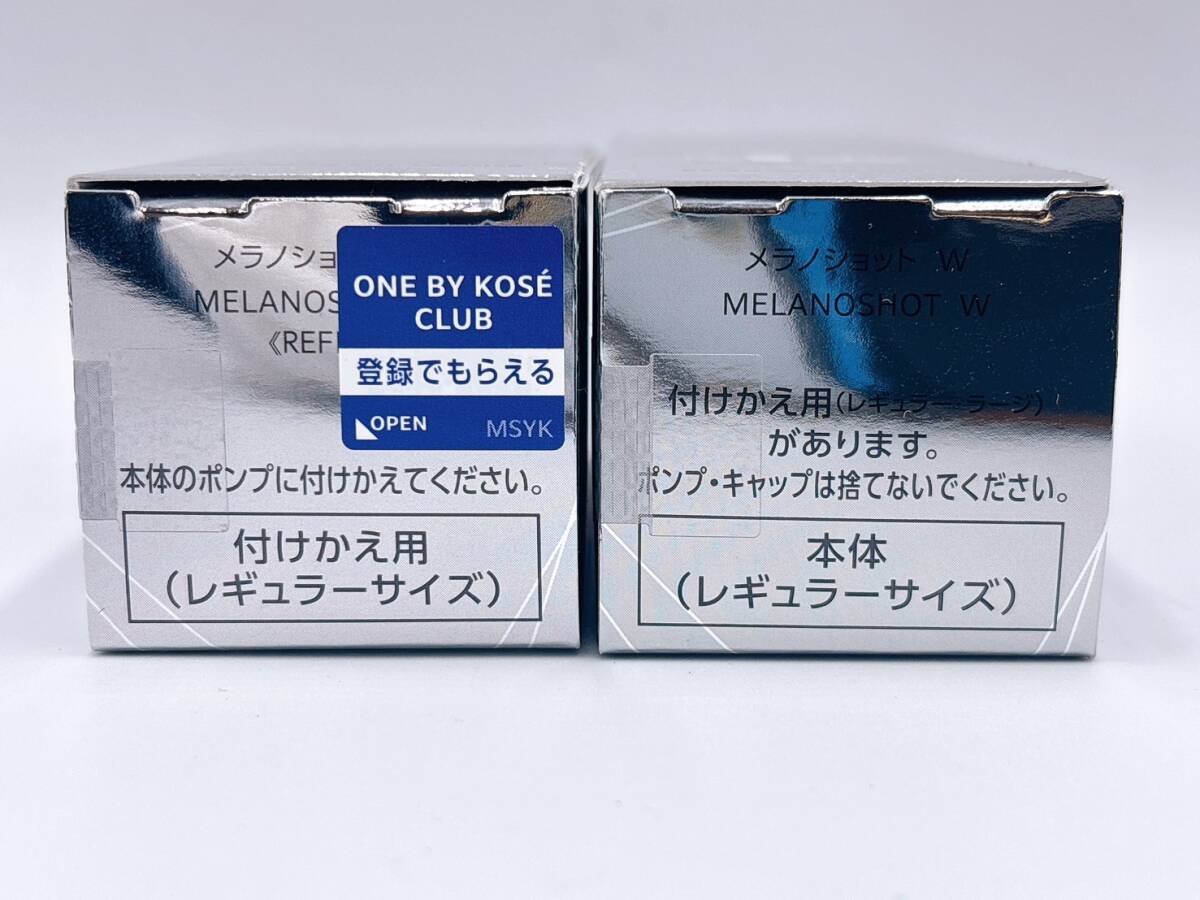 メラノショ
MELANOS
《REF
ONE BY KOSÉ
CLUB
登録でもらえる
OPEN
MSYK
本体のポンプに付けかえてください。
付けかえ用
(レギュラーサイズ)
メラノショット W
MELANOSHOT W
付けかえ用(レギュラー・ラージ)
があります。
ポンプ・キャップは捨てないでください。
本体
(レギュラーサイズ)